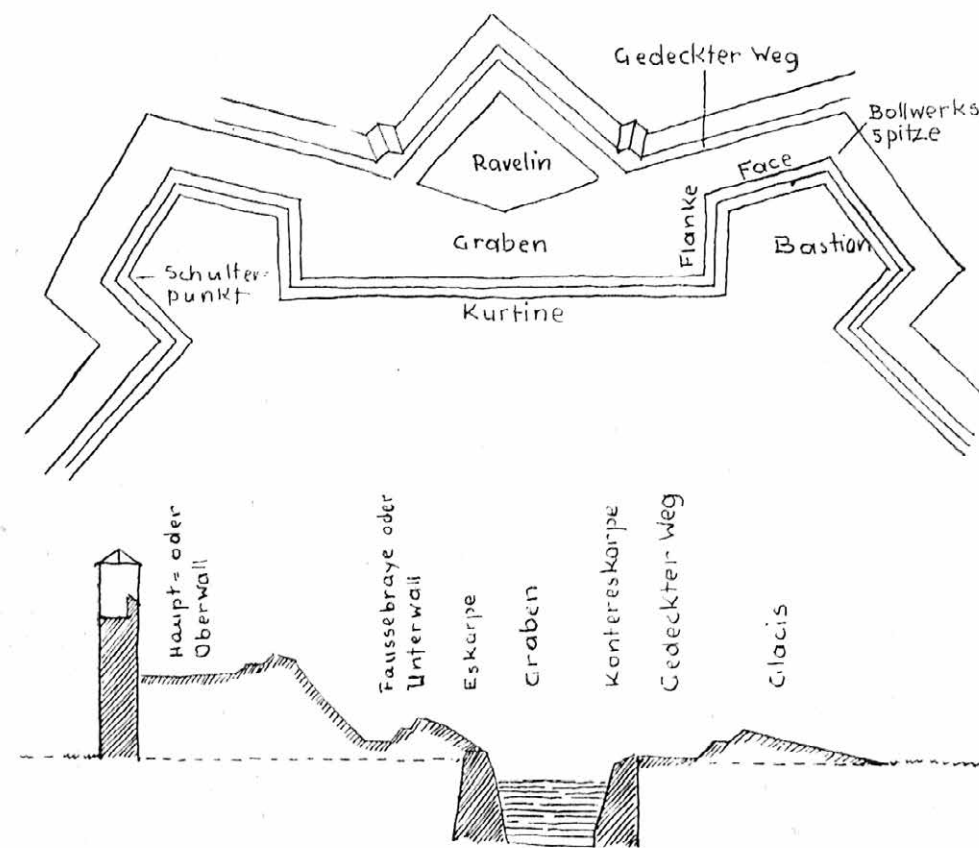 Gedeckter Weg
Bollwerks
spitze
Ravelin
Face
Flanke
Graben
Bastion
Schulter-
punkt
Kurtine
Haupt= oder
Oberwall
Faussebraye oder
Unterwall
Eskarpe
Graben
Kontereskorpe
Gedeckter Weg
Glacis